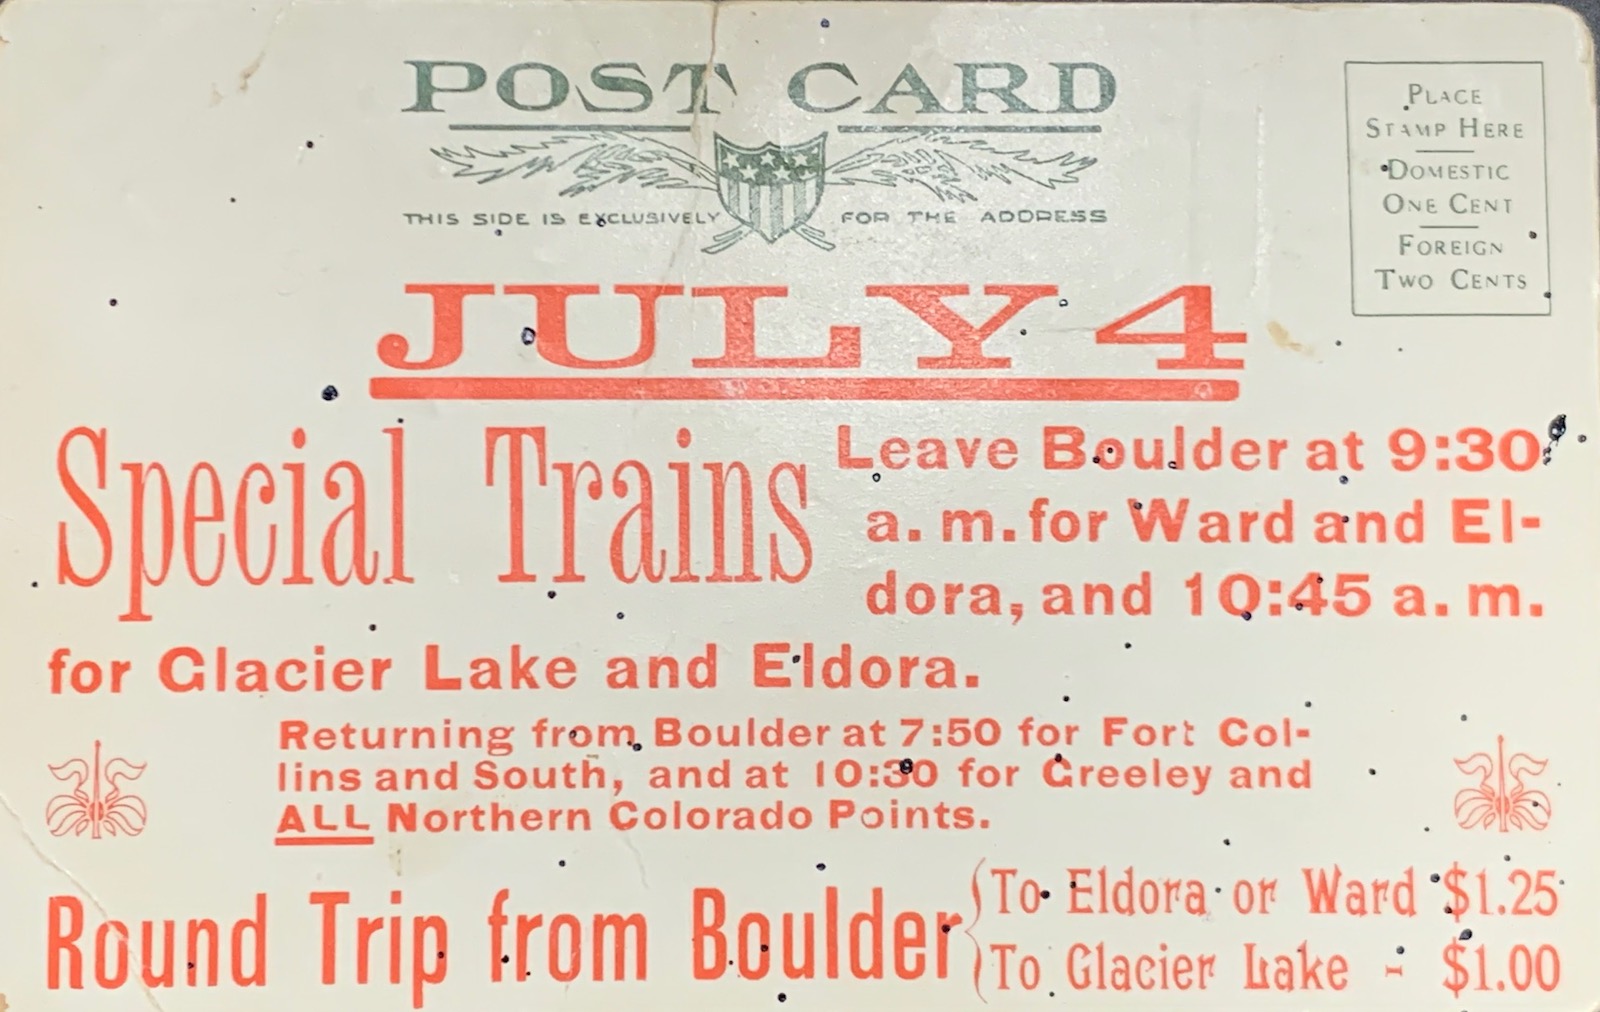 POST CARD
PLACE
STAMP HERE
DOMESTIC
ONE CENT
FOREIGN
TWO CENTS
THIS SIDE IS EXCLUSIVELY FOR THE ADDRESS
JULY 4
Special Trains
Leave Boulder at 9:30
a. m. for Ward and El-
dora, and 10:45 a. m.
for Glacier Lake and Eldora.
Returning from Boulder at 7:50 for Fort Col-
lins and South, and at 10:30 for Greeley and
ALL Northern Colorado Points.
Round Trip from Boulder
To Eldora or Ward $1.25
To Glacier Lake - $1.00